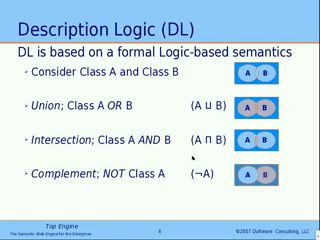 Description Logic (DL)
DL is based on a formal Logic-based semantics
Consider Class A and Class B
A B
Union; Class A OR B (A ⊔ B)
A B
Intersection; Class A AND B (A ⊓ B)
A B
Complement; NOT Class A (¬A)
A B
Top Engine
The Semantic Web Engine for the Enterprise
4
©2007 Dufresne Consulting, LLC